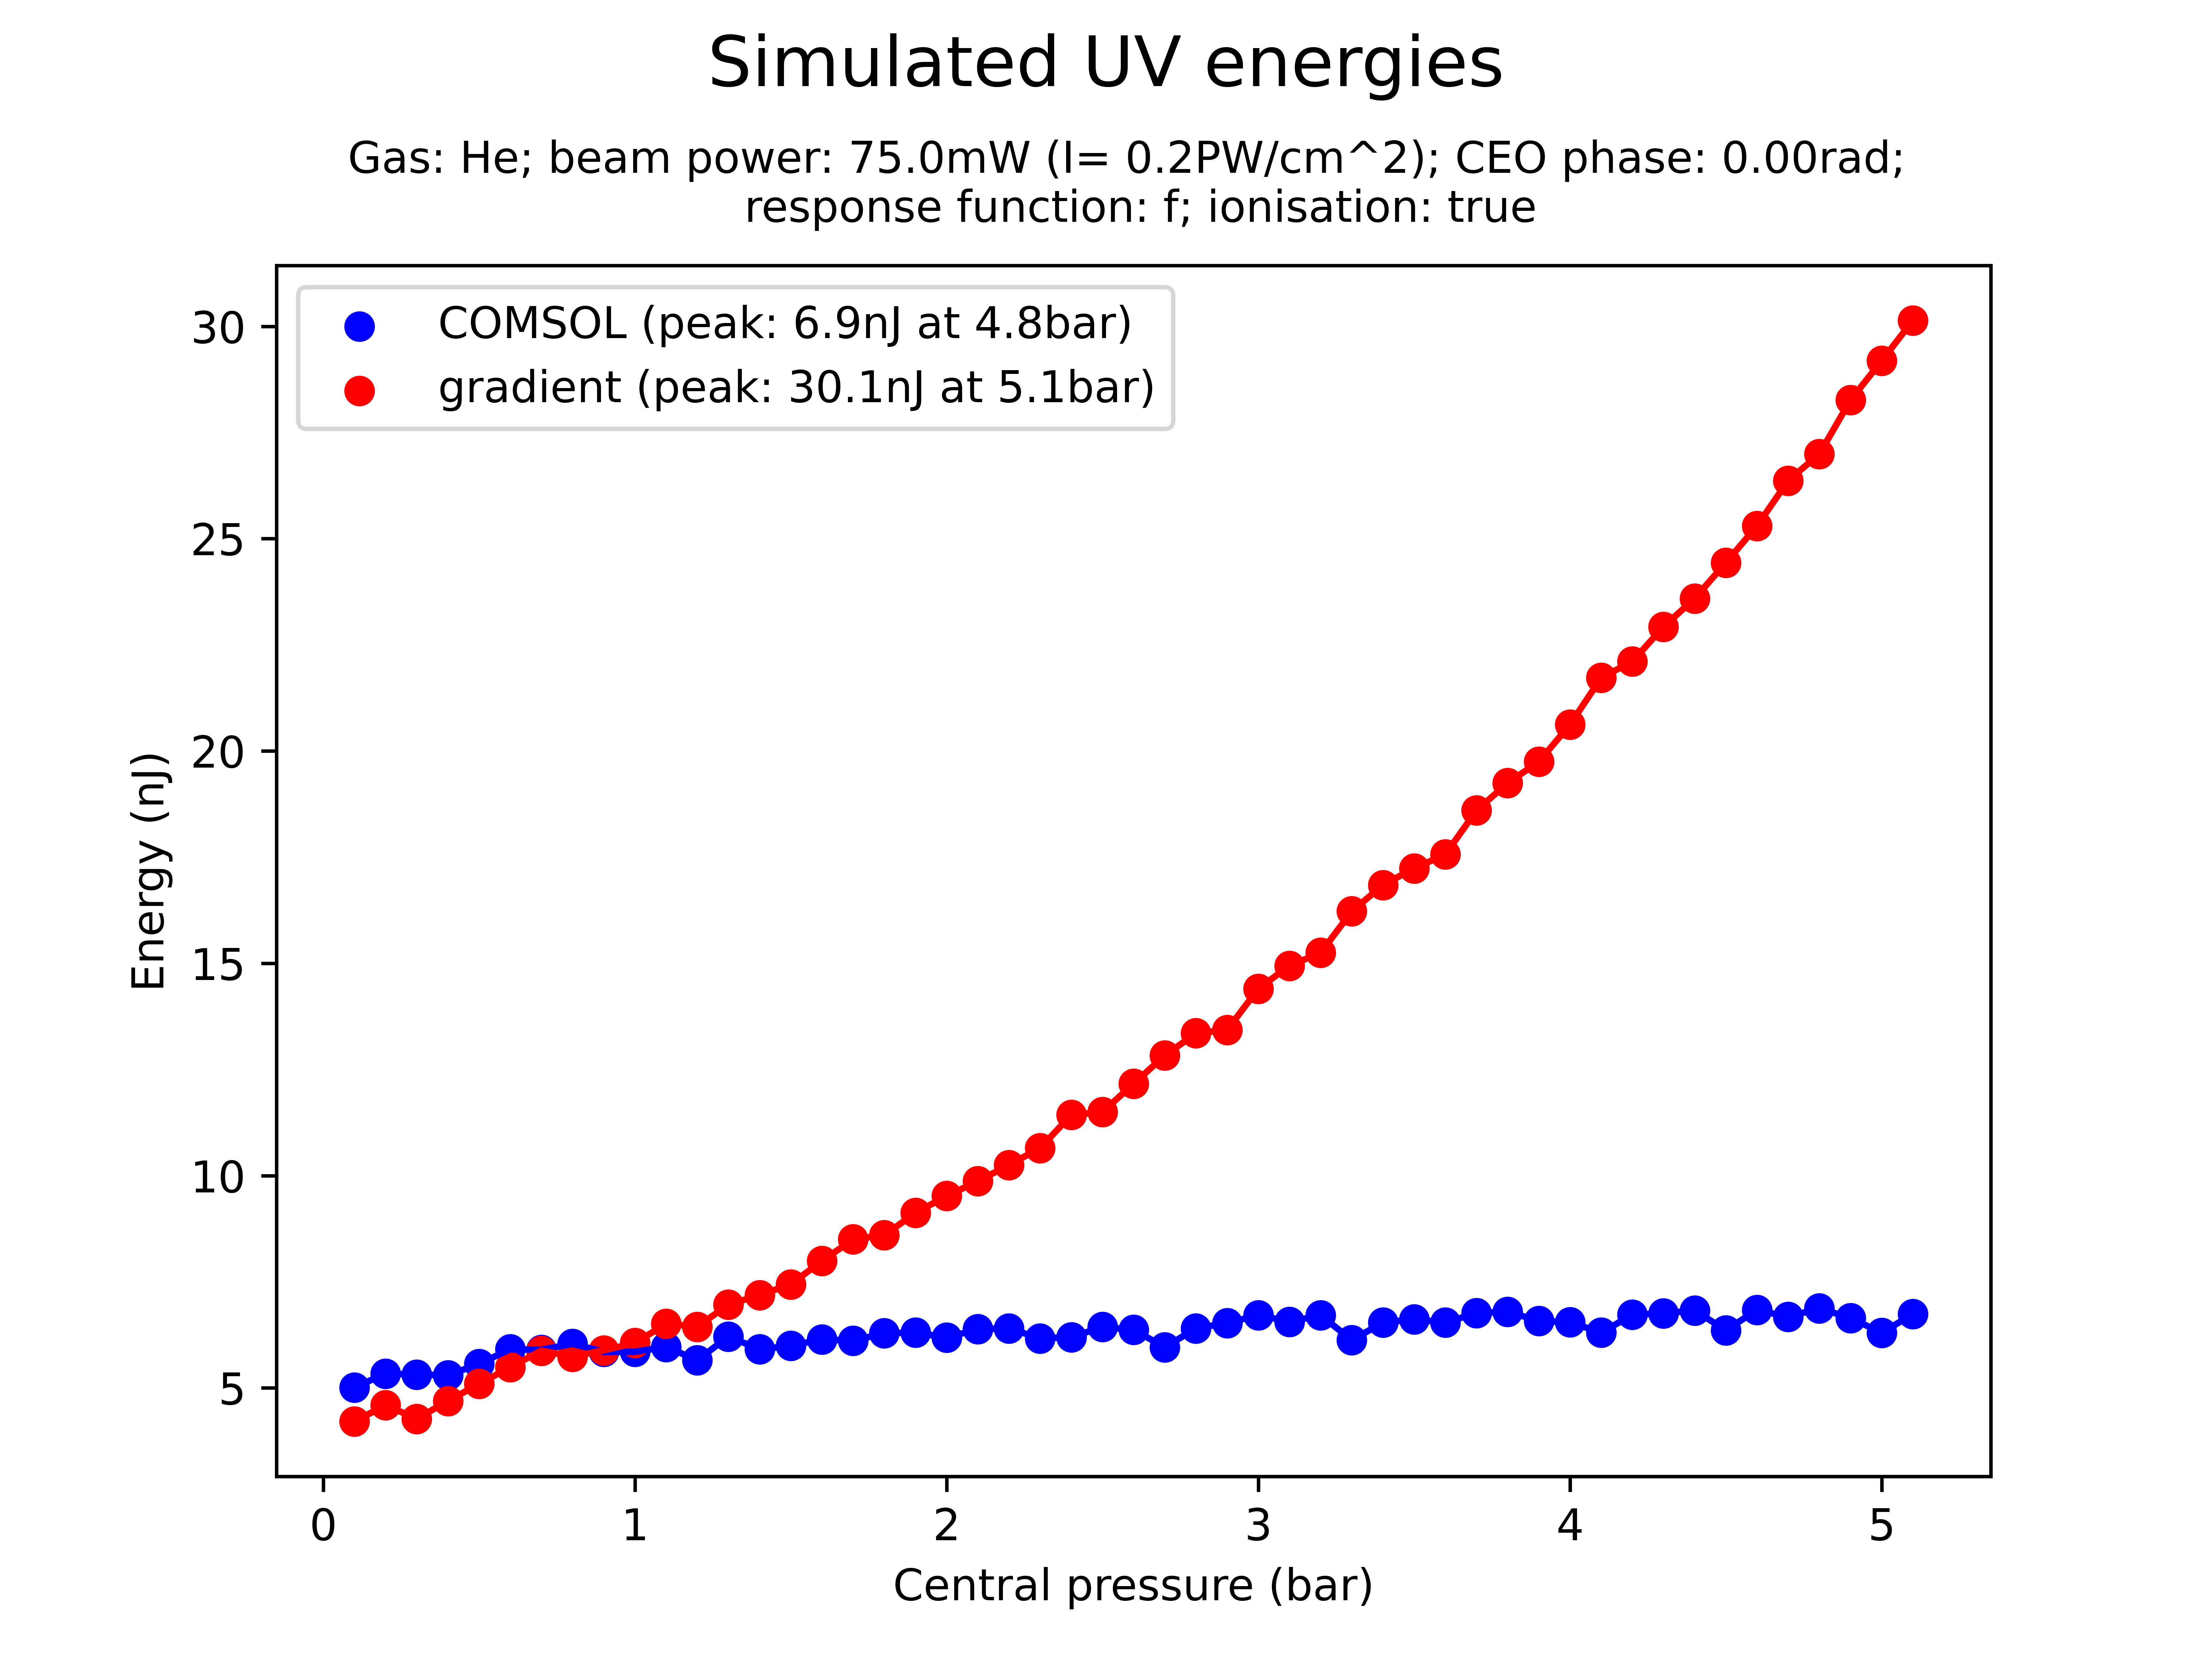 Simulated UV energies
Gas: He; beam power: 75.0mW (I= 0.2PW/cm^2); CEO phase: 0.00rad;
response function: f; ionisation: true
COMSOL (peak: 6.9nJ at 4.8bar)
gradient (peak: 30.1nJ at 5.1bar)
30
25
20
15
10
5
Energy (nJ)
0 1 2 3 4 5
Central pressure (bar)